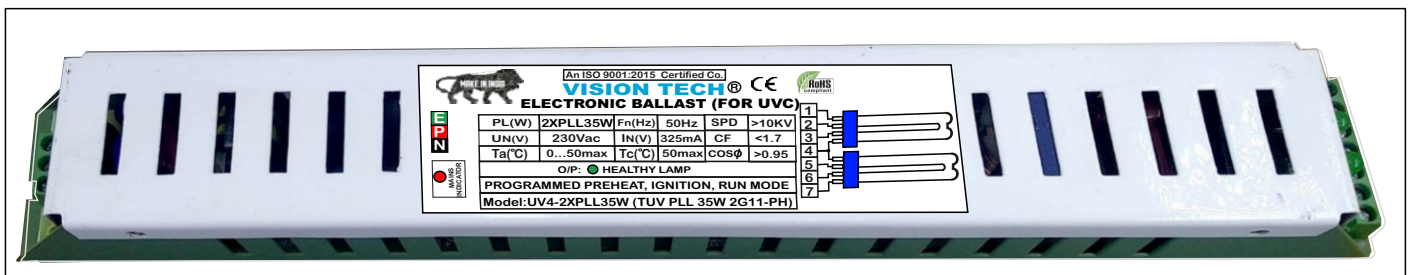 MAKE IN INDIA
An ISO 9001:2015 Certified Co.
VISION TECH® CE
RoHS
compliant
ELECTRONIC BALLAST (FOR UVC)
E
P
N
MAINS
INDICATOR
PL(W) 2XPLL35W Fn(Hz) 50Hz SPD >10KV
UN(V) 230Vac IN(V) 325mA CF <1.7
Ta(°C) 0...50max Tc(°C) 50max COSϕ >0.95
O/P: HEALTHY LAMP
PROGRAMMED PREHEAT, IGNITION, RUN MODE
Model:UV4-2XPLL35W (TUV PLL 35W 2G11-PH)
1
2
3
4
5
6
7